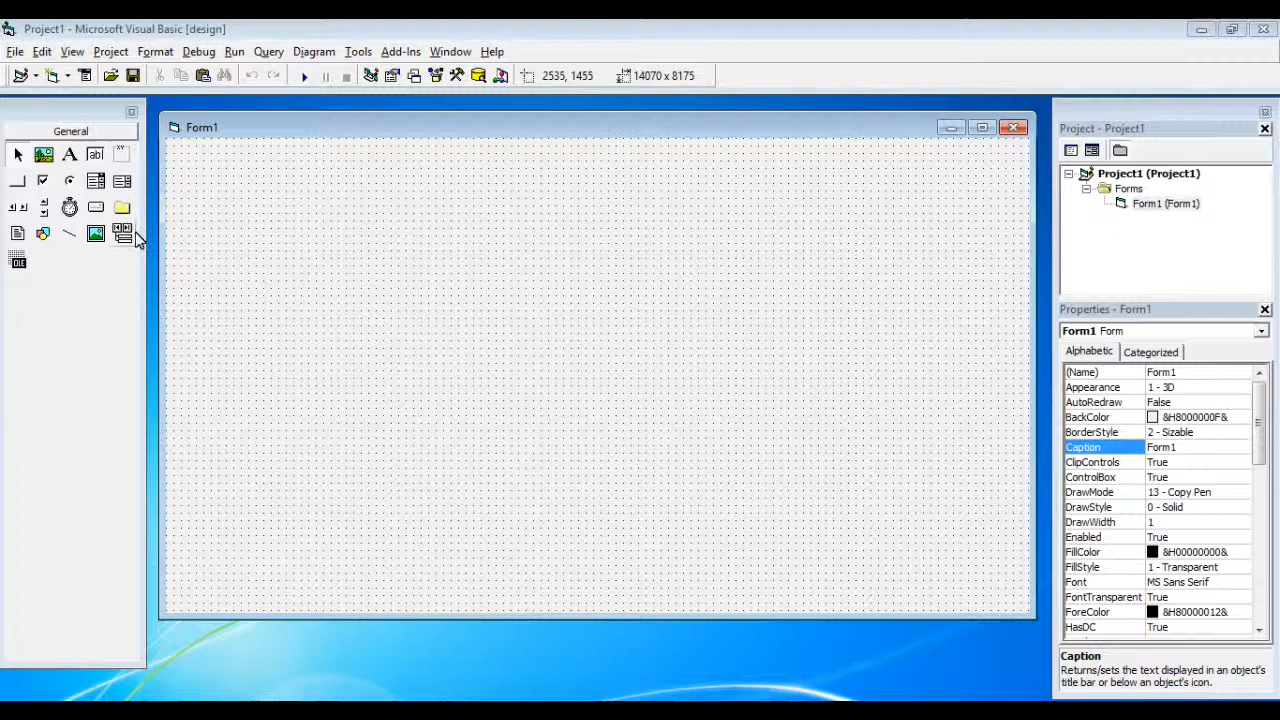 Project1 - Microsoft Visual Basic [design]
File Edit View Project Format Debug Run Query Diagram Tools Add-Ins Window Help
2535, 1455 14070 x 8175
General
A ab| XY
OLE
Form1
Project - Project1
Project1 (Project1)
Forms
Form1 (Form1)
Properties - Form1
Form1 Form
Alphabetic Categorized
(Name) Form1
Appearance 1 - 3D
AutoRedraw False
BackColor &H8000000F&
BorderStyle 2 - Sizable
Caption Form1
ClipControls True
ControlBox True
DrawMode 13 - Copy Pen
DrawStyle 0 - Solid
DrawWidth 1
Enabled True
FillColor &H00000000&
FillStyle 1 - Transparent
Font MS Sans Serif
FontTransparent True
ForeColor &H80000012&
HasDC True
Caption
Returns/sets the text displayed in an object's
title bar or below an object's icon.